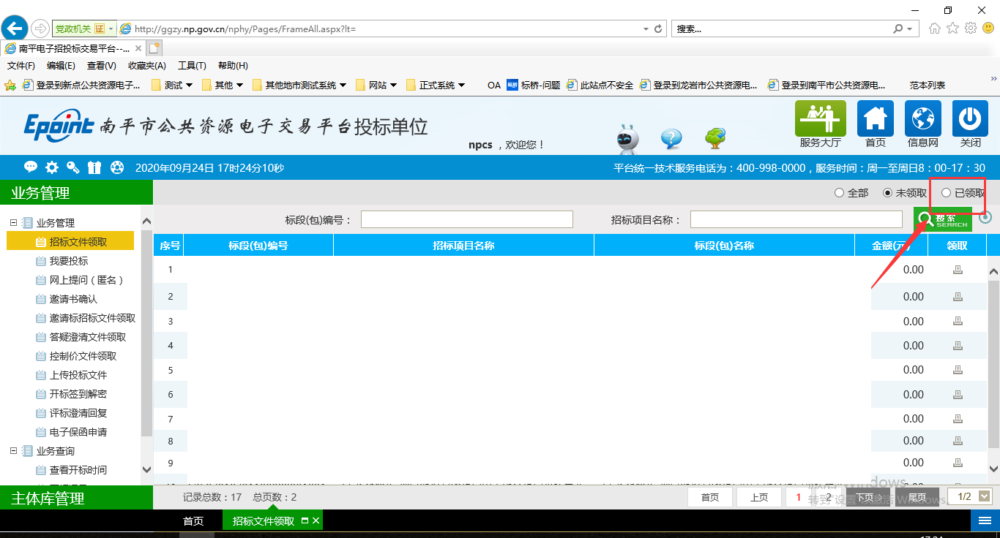 党政机关 证
http://ggzy.np.gov.cn/nphy/Pages/FrameAll.aspx?lt=
搜索...
南平电子招投标交易平台--...
文件(F) 编辑(E) 查看(V) 收藏夹(A) 工具(T) 帮助(H)
登录到新点公共资源电子... 测试 其他 其他地市测试系统 网站 正式系统 OA 标桥-问题 此站点不安全 登录到龙岩市公共资源电... 登录到南平市公共资源电... 范本列表
Epoint 南平市公共资源电子交易平台投标单位
npcs ，欢迎您！
服务大厅 首页 信息网 关闭
2020年09月24日 17时24分10秒
平台统一技术服务电话为：400-998-0000，服务时间：周一至周日8：00-17：30
业务管理
全部 未领取 已领取
标段(包)编号： 招标项目名称： 搜索 SEARCH
业务管理
招标文件领取
我要投标
网上提问（匿名）
邀请书确认
邀请标招标文件领取
答疑澄清文件领取
控制价文件领取
上传投标文件
开标签到解密
评标澄清回复
电子保函申请
业务查询
查看开标时间
主体库管理
序号 标段(包)编号 招标项目名称 标段(包)名称 金额(元) 领取
1 0.00
2 0.00
3 0.00
4 0.00
5 0.00
6 0.00
7 0.00
8 0.00
9 0.00
记录总数：17 总页数：2
首页 上页 1 2 下页 尾页 1/2
激活 Windows
转到"设置"以激活 Windows。
首页 招标文件领取